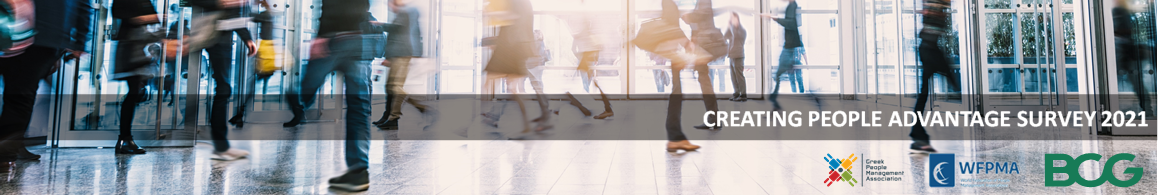 CREATING PEOPLE ADVANTAGE SURVEY 2021
Greek
People
Management
Association
WFPMA
BCG